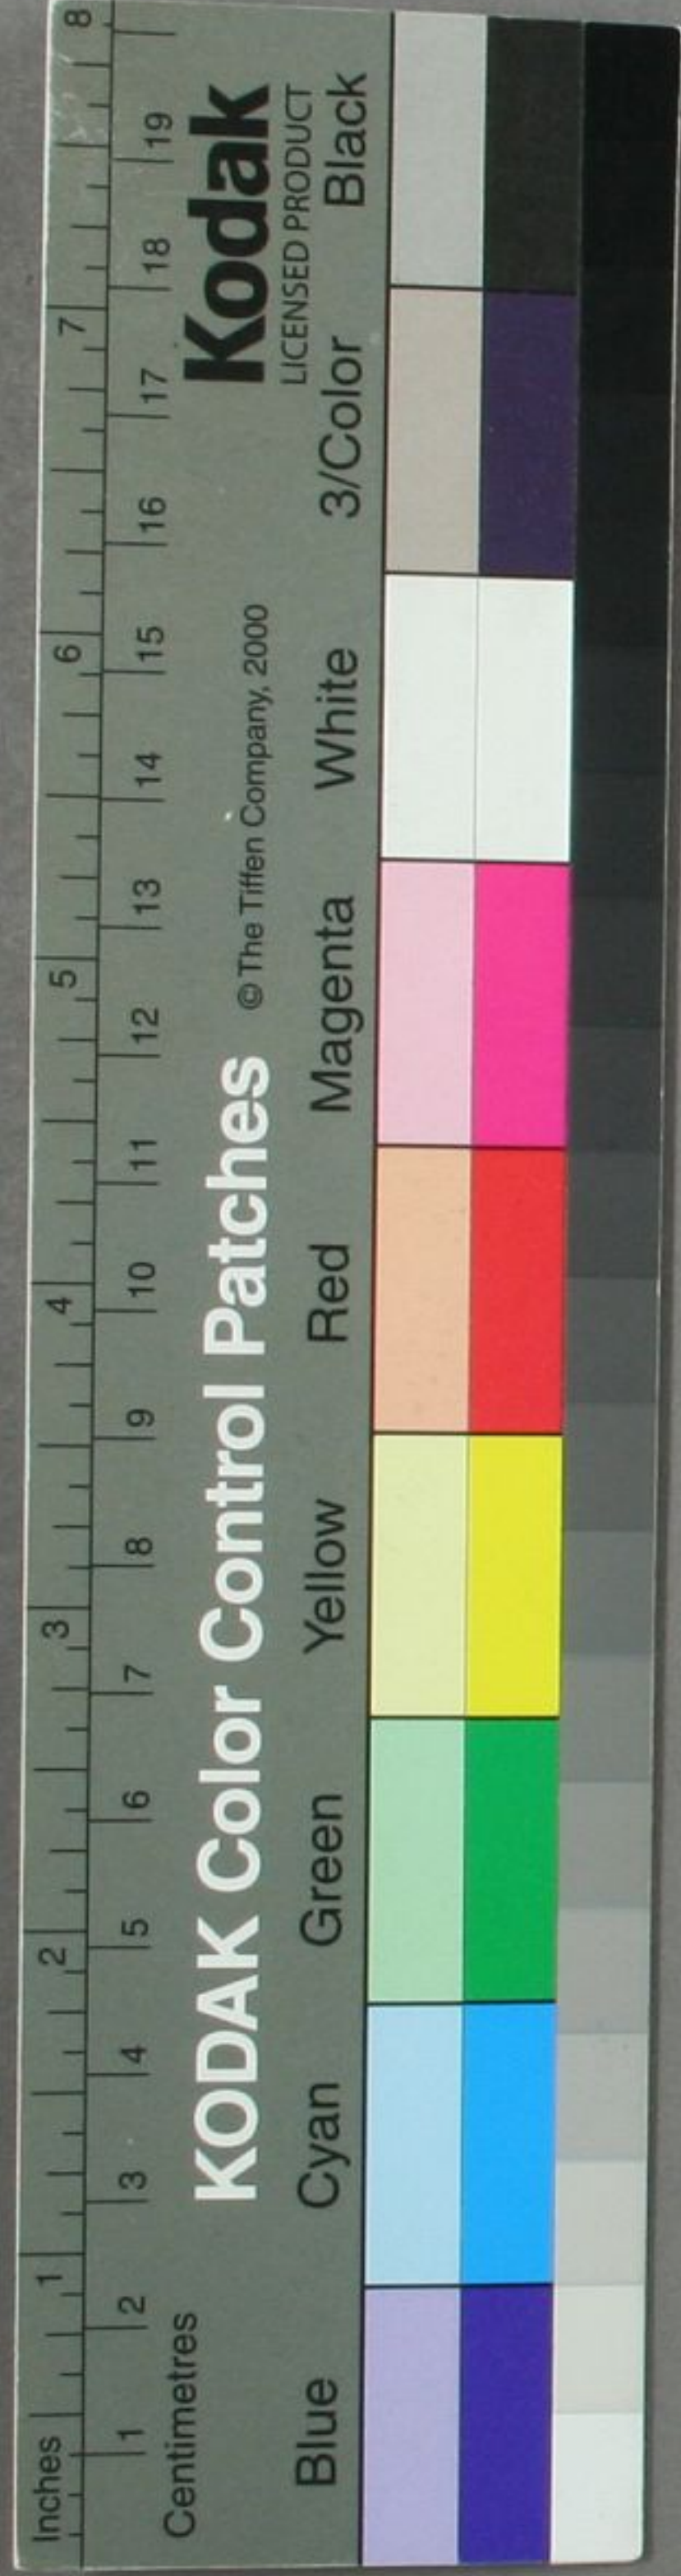 Inches 1 2 3 4 5 6 7 8
Centimetres 1 2 3 4 5 6 7 8 9 10 11 12 13 14 15 16 17 18 19
KODAK Color Control Patches © The Tiffen Company, 2000 Kodak
LICENSED PRODUCT
Blue Cyan Green Yellow Red Magenta White 3/Color Black